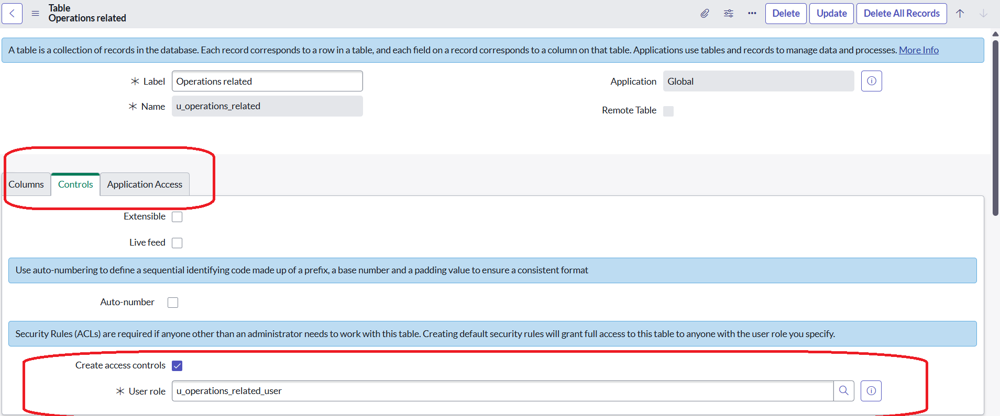 Table
Operations related
Delete
Update
Delete All Records
A table is a collection of records in the database. Each record corresponds to a row in a table, and each field on a record corresponds to a column on that table. Applications use tables and records to manage data and processes. More Info
Label
Operations related
Application
Global
Name
u_operations_related
Remote Table
Columns
Controls
Application Access
Extensible
Live feed
Use auto-numbering to define a sequential identifying code made up of a prefix, a base number and a padding value to ensure a consistent format
Auto-number
Security Rules (ACLs) are required if anyone other than an administrator needs to work with this table. Creating default security rules will grant full access to this table to anyone with the user role you specify.
Create access controls
User role
u_operations_related_user